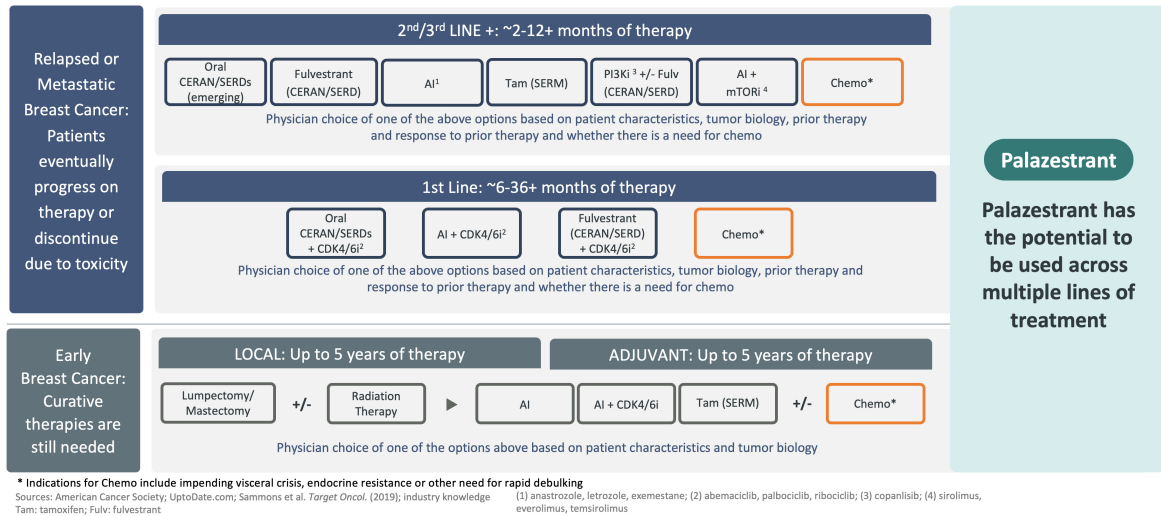 Relapsed or
Metastatic
Breast Cancer:
Patients
eventually
progress on
therapy or
discontinue
due to toxicity
2nd/3rd LINE +: ~2-12+ months of therapy
Oral
CERAN/SERDs
(emerging)
Fulvestrant
(CERAN/SERD)
AI1
Tam (SERM)
PI3Ki 3 +/- Fulv
(CERAN/SERD)
AI +
mTORi 4
Chemo*
Physician choice of one of the above options based on patient characteristics, tumor biology, prior therapy
and response to prior therapy and whether there is a need for chemo
1st Line: ~6-36+ months of therapy
Oral
CERAN/SERDs
+ CDK4/6i2
AI + CDK4/6i2
Fulvestrant
(CERAN/SERD)
+ CDK4/6i2
Chemo*
Physician choice of one of the above options based on patient characteristics, tumor biology, prior therapy and
response to prior therapy and whether there is a need for chemo
Early
Breast Cancer:
Curative
therapies are
still needed
LOCAL: Up to 5 years of therapy
ADJUVANT: Up to 5 years of therapy
Lumpectomy/
Mastectomy
+/-
Radiation
Therapy
AI
AI + CDK4/6i
Tam (SERM)
+/-
Chemo*
Physician choice of one of the options above based on patient characteristics and tumor biology
Palazestrant
Palazestrant has
the potential to
be used across
multiple lines of
treatment
* Indications for Chemo include impending visceral crisis, endocrine resistance or other need for rapid debulking
Sources: American Cancer Society; UptoDate.com; Sammons et al. Target Oncol. (2019); industry knowledge
Tam: tamoxifen; Fulv: fulvestrant
(1) anastrozole, letrozole, exemestane; (2) abemaciclib, palbociclib, ribociclib; (3) copanlisib; (4) sirolimus,
everolimus, temsirolimus